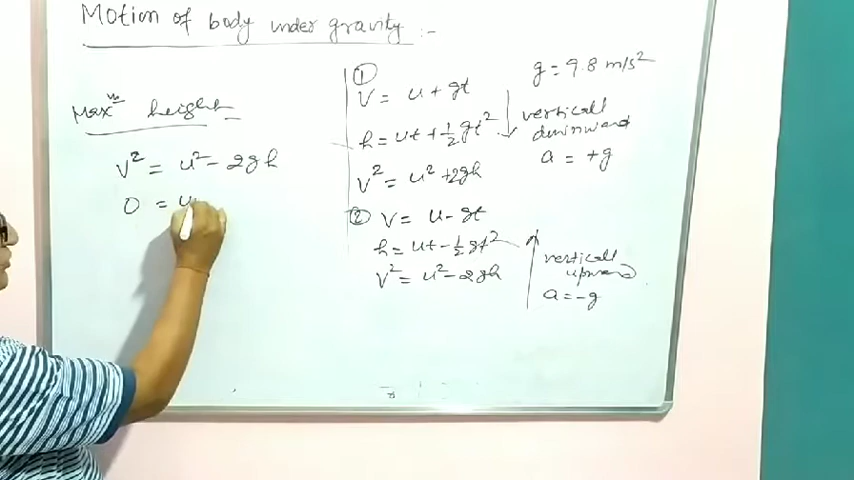 Motion of body under gravity :-
Max^m height
v² = u² - 2gh
0 = u
①
V = u + gt
h = ut + ½gt²
v² = u² + 2gh
g = 9.8 m/s²
vertical
downward
a = +g
② V = u - gt
h = ut - ½gt²
v² = u² - 2gh
vertical
upward
a = -g